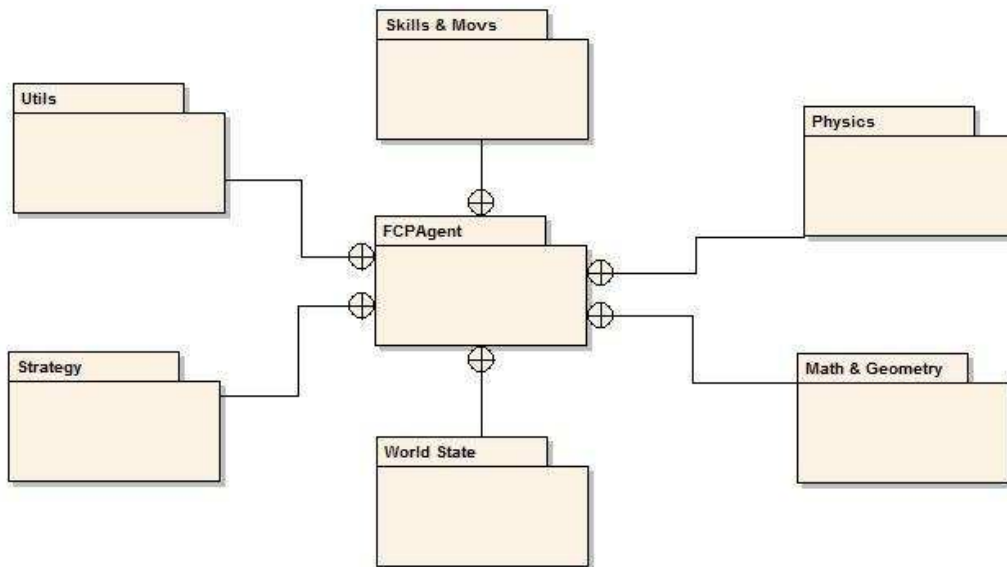 Skills & Movs
Utils
Physics
FCPAgent
Strategy
Math & Geometry
World State